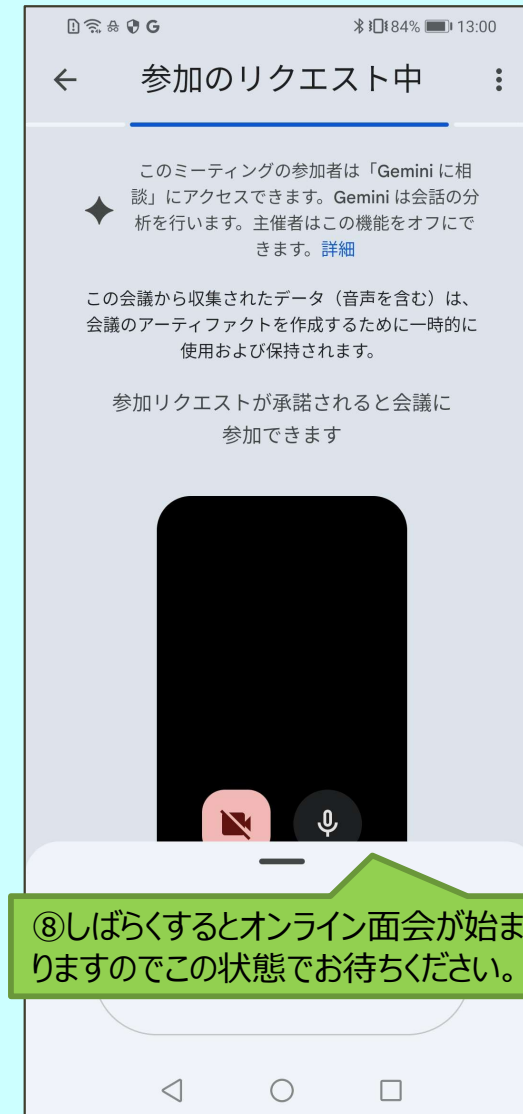 G 84% 13:00
参加のリクエスト中
このミーティングの参加者は「Gemini に相
談」にアクセスできます。Gemini は会話の分
析を行います。主催者はこの機能をオフにで
きます。詳細
この会議から収集されたデータ（音声を含む）は、
会議のアーティファクトを作成するために一時的に
使用および保持されます。
参加リクエストが承諾されると会議に
参加できます
⑧しばらくするとオンライン面会が始ま
りますのでこの状態でお待ちください。